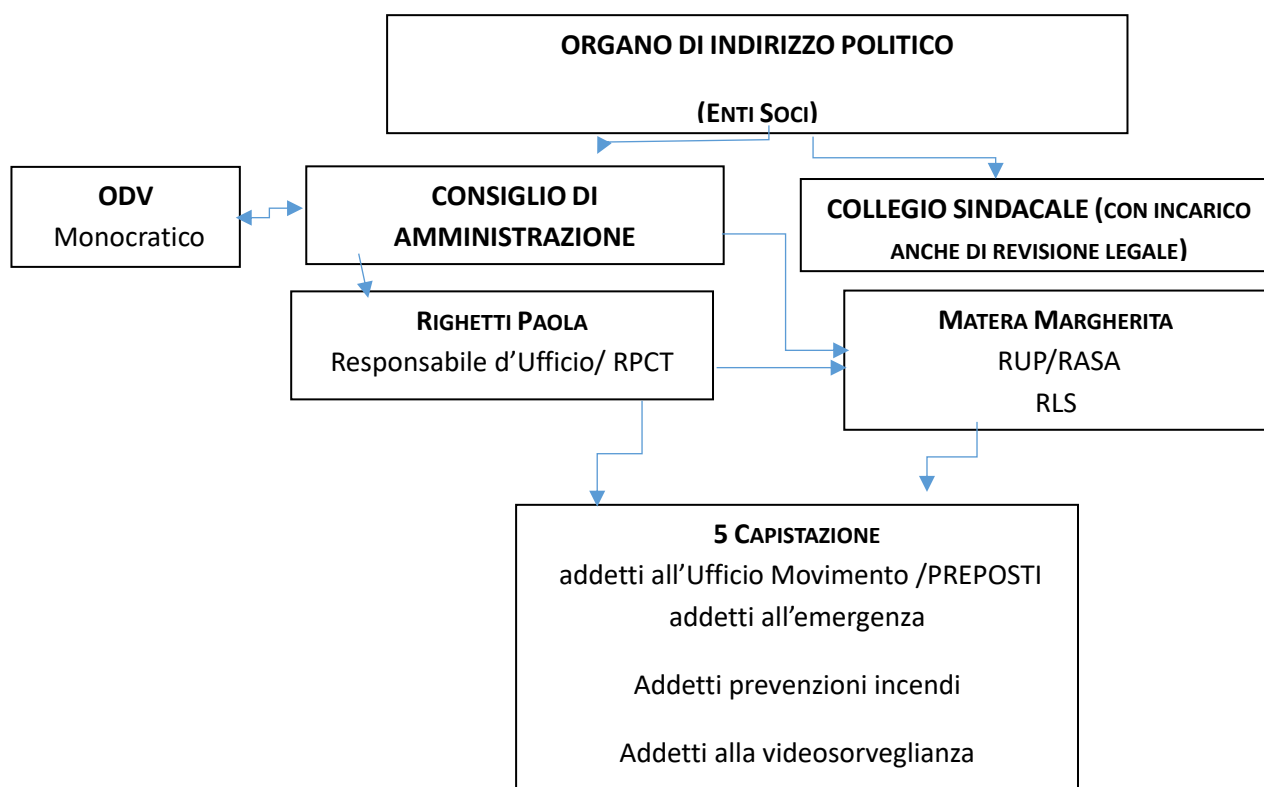 ORGANO DI INDIRIZZO POLITICO
(ENTI SOCI)
ODV
Monocratico
CONSIGLIO DI
AMMINISTRAZIONE
COLLEGIO SINDACALE (CON INCARICO
ANCHE DI REVISIONE LEGALE)
RIGHETTI PAOLA
Responsabile d'Ufficio/ RPCT
MATERA MARGHERITA
RUP/RASA
RLS
5 CAPISTAZIONE
addetti all'Ufficio Movimento /PREPOSTI
addetti all'emergenza
Addetti prevenzioni incendi
Addetti alla videosorveglianza